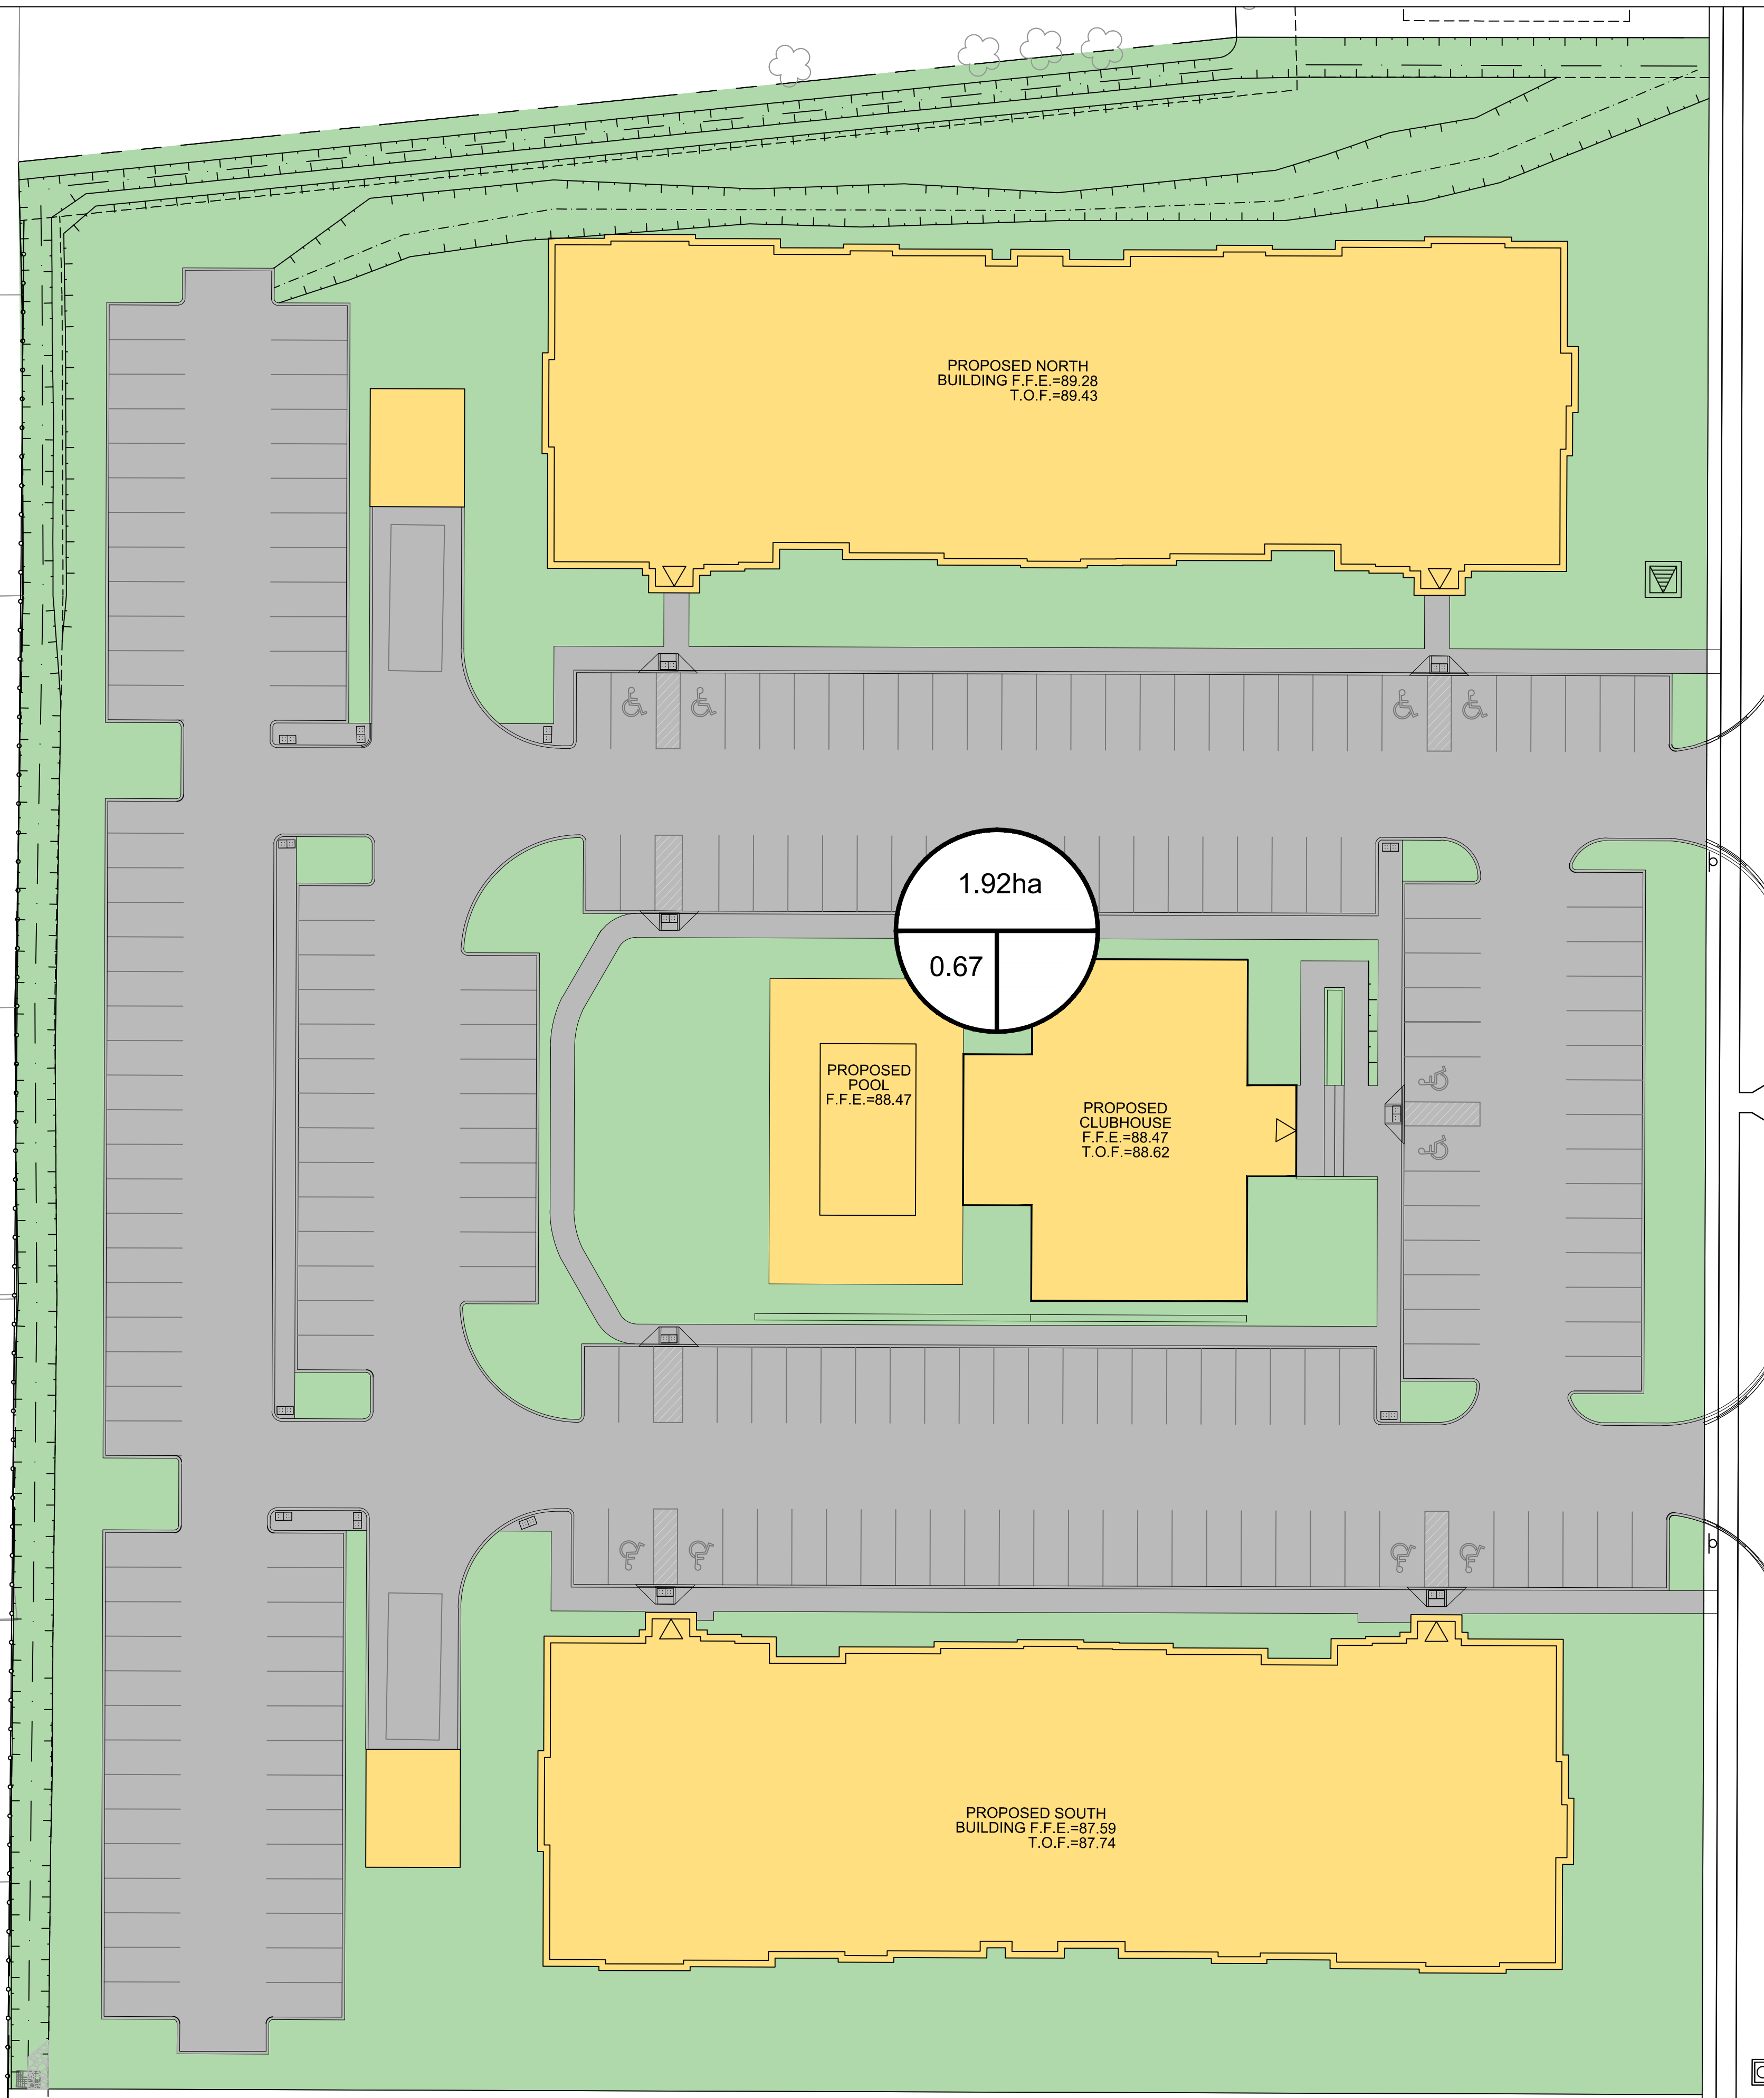 PROPOSED NORTH
BUILDING F.F.E.=89.28
T.O.F.=89.43
1.92ha
0.67
PROPOSED
POOL
F.F.E.=88.47
PROPOSED
CLUBHOUSE
F.F.E.=88.47
T.O.F.=88.62
PROPOSED SOUTH
BUILDING F.F.E.=87.59
T.O.F.=87.74